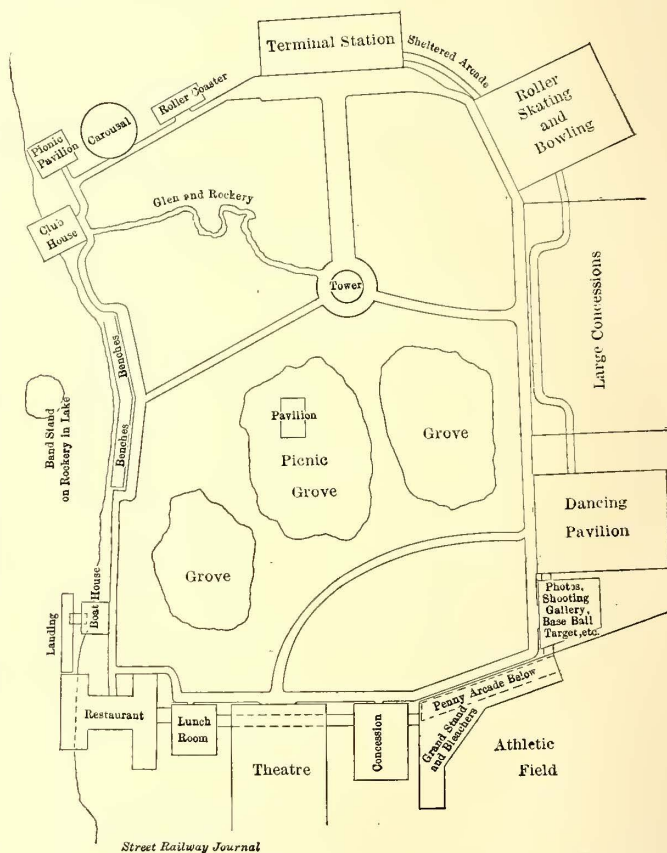 Terminal Station
Sheltered Arcade
Roller Coaster
Carousal
Roller
Skating
and
Bowling
Picnic
Pavilion
Glen and Rockery
Club
House
Tower
Large Concessions
Benches
Benches
Band Stand
on Rockery in Lake
Pavilion
Picnic
Grove
Grove
Dancing
Pavilion
Grove
Boat House
Landing
Photos,
Shooting
Gallery,
Base Ball
Target, etc.
Penny Arcade Below
Grand Stand
and Bleachers
Restaurant
Lunch
Room
Theatre
Concession
Athletic
Field
Street Railway Journal